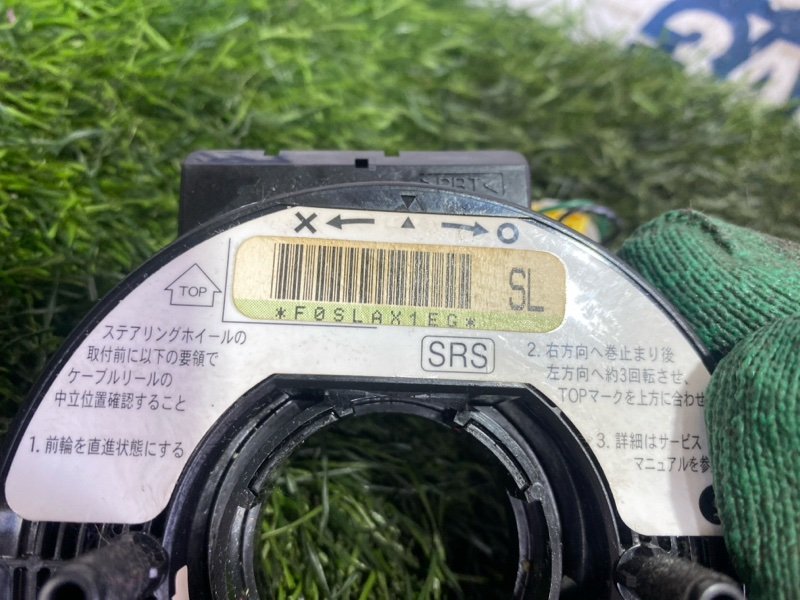 >PBT<
×←▲→○
TOP
SL
*F0SLAX1EG*
SRS
ステアリングホイールの
取付前に以下の要領で
ケーブルリールの
中立位置確認すること
1. 前輪を直進状態にする
2. 右方向へ巻止まり後
左方向へ約3回転させ、
TOPマークを上方に合わせ
3. 詳細はサービス
マニュアルを参